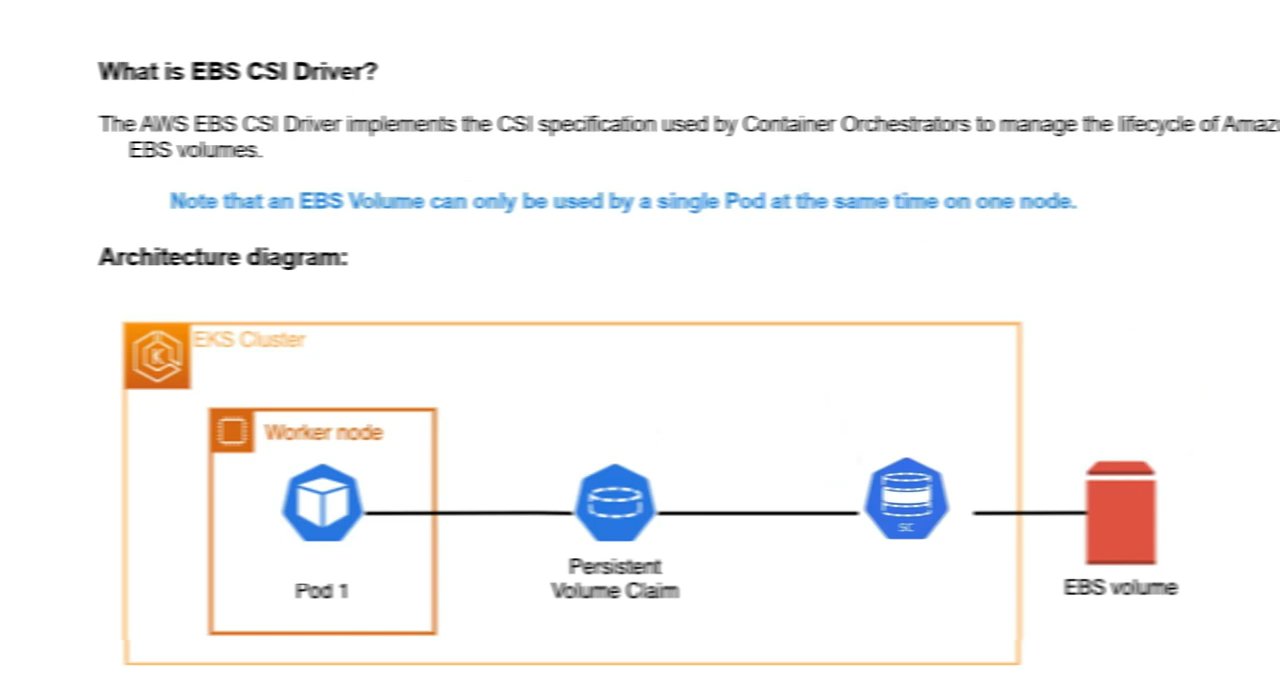 What is EBS CSI Driver?
The AWS EBS CSI Driver implements the CSI specification used by Container Orchestrators to manage the lifecycle of
EBS volumes.
Note that an EBS Volume can only be used by a single Pod at the same time on one node.
Architecture diagram:
EKS Cluster
Worker node
SC
Pod 1
Persistent
Volume Claim
EBS volume